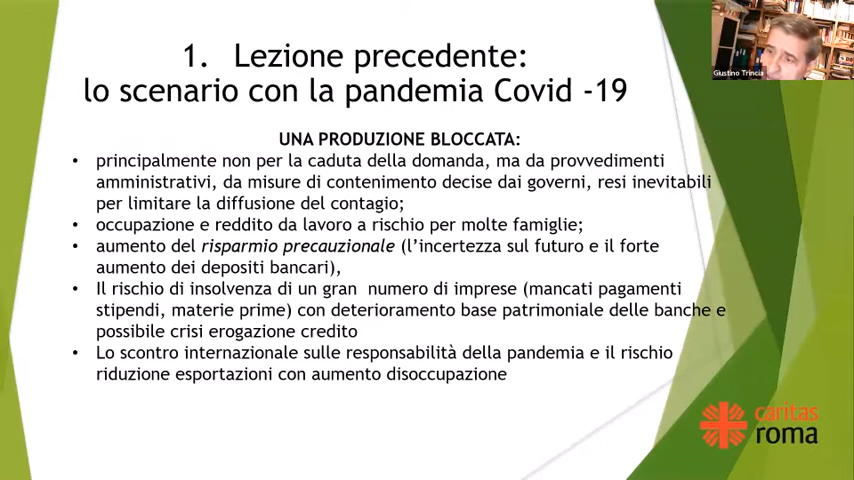 1. Lezione precedente:
lo scenario con la pandemia Covid -19
Giustino Trincia
UNA PRODUZIONE BLOCCATA:
• principalmente non per la caduta della domanda, ma da provvedimenti
amministrativi, da misure di contenimento decise dai governi, resi inevitabili
per limitare la diffusione del contagio;
• occupazione e reddito da lavoro a rischio per molte famiglie;
• aumento del risparmio precauzionale (l'incertezza sul futuro e il forte
aumento dei depositi bancari),
• Il rischio di insolvenza di un gran numero di imprese (mancati pagamenti
stipendi, materie prime) con deterioramento base patrimoniale delle banche e
possibile crisi erogazione credito
• Lo scontro internazionale sulle responsabilità della pandemia e il rischio
riduzione esportazioni con aumento disoccupazione
caritas
roma